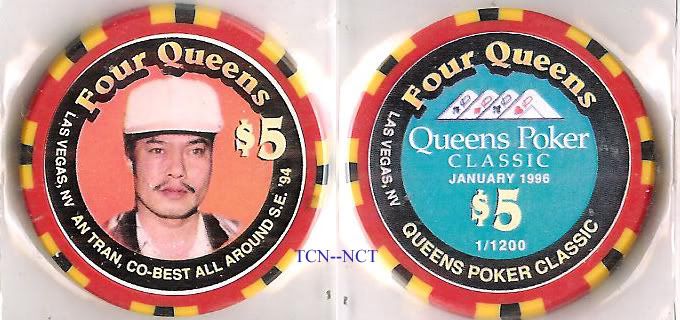 Four Queens
$5
LAS VEGAS, NV AN TRAN, CO-BEST ALL AROUND S.E. '94
TCN--NCT
Four Queens
Queens Poker
CLASSIC
JANUARY 1996
$5
1/1200
LAS VEGAS, NV QUEENS POKER CLASSIC